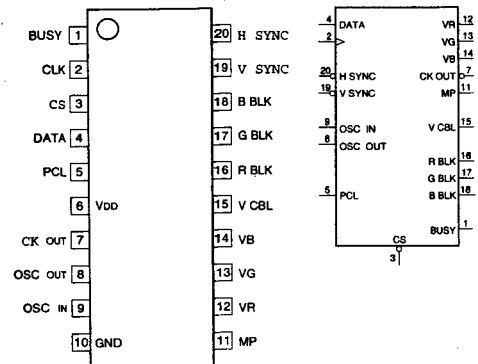 BUSY 1
CLK 2
CS 3
DATA 4
PCL 5
6 VDD
CK OUT 7
OSC OUT 8
OSC IN 9
10 GND
20 H SYNC
19 V SYNC
18 B BLK
17 G BLK
16 R BLK
15 V CBL
14 VB
13 VG
12 VR
11 MP
4 DATA VR 12
2 VG 13
VB 14
20 H SYNC CK OUT 7
19 V SYNC MP 11
9 OSC IN V CBL 15
8 OSC OUT
R BLK 16
G BLK 17
5 PCL B BLK 18
BUSY 1
CS
3